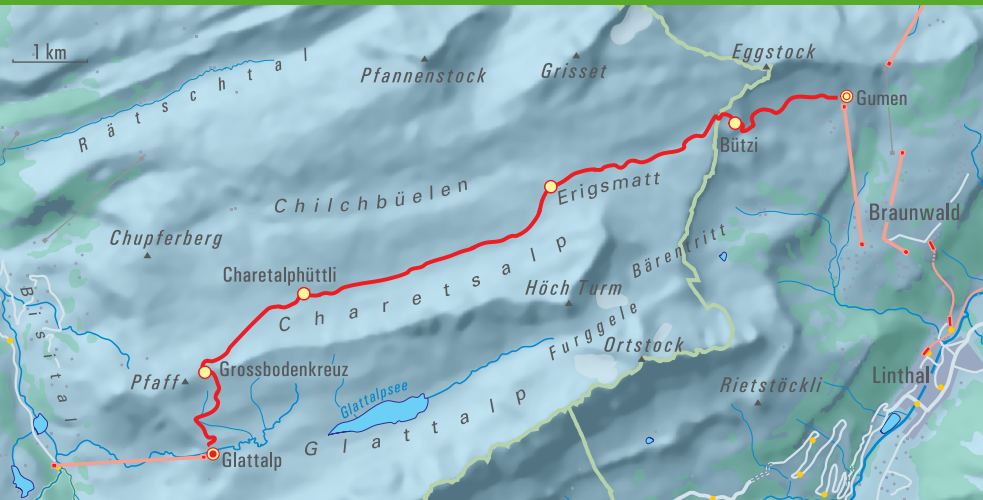 1 km
Eggstock
Grisset
Pfannenstock
Rätschtal
Gumen
Bützi
Erigsmatt
Chilchbüelen
Braunwald
Chupferberg
Bärentritt
Charetalphüttli
Charetsalp
Höch Turm
Bisital
Furggele
Ortstock
Grossbodenkreuz
Pfaff
Linthal
Rietstöckli
Glattalpsee
Glattalp
Glattalp